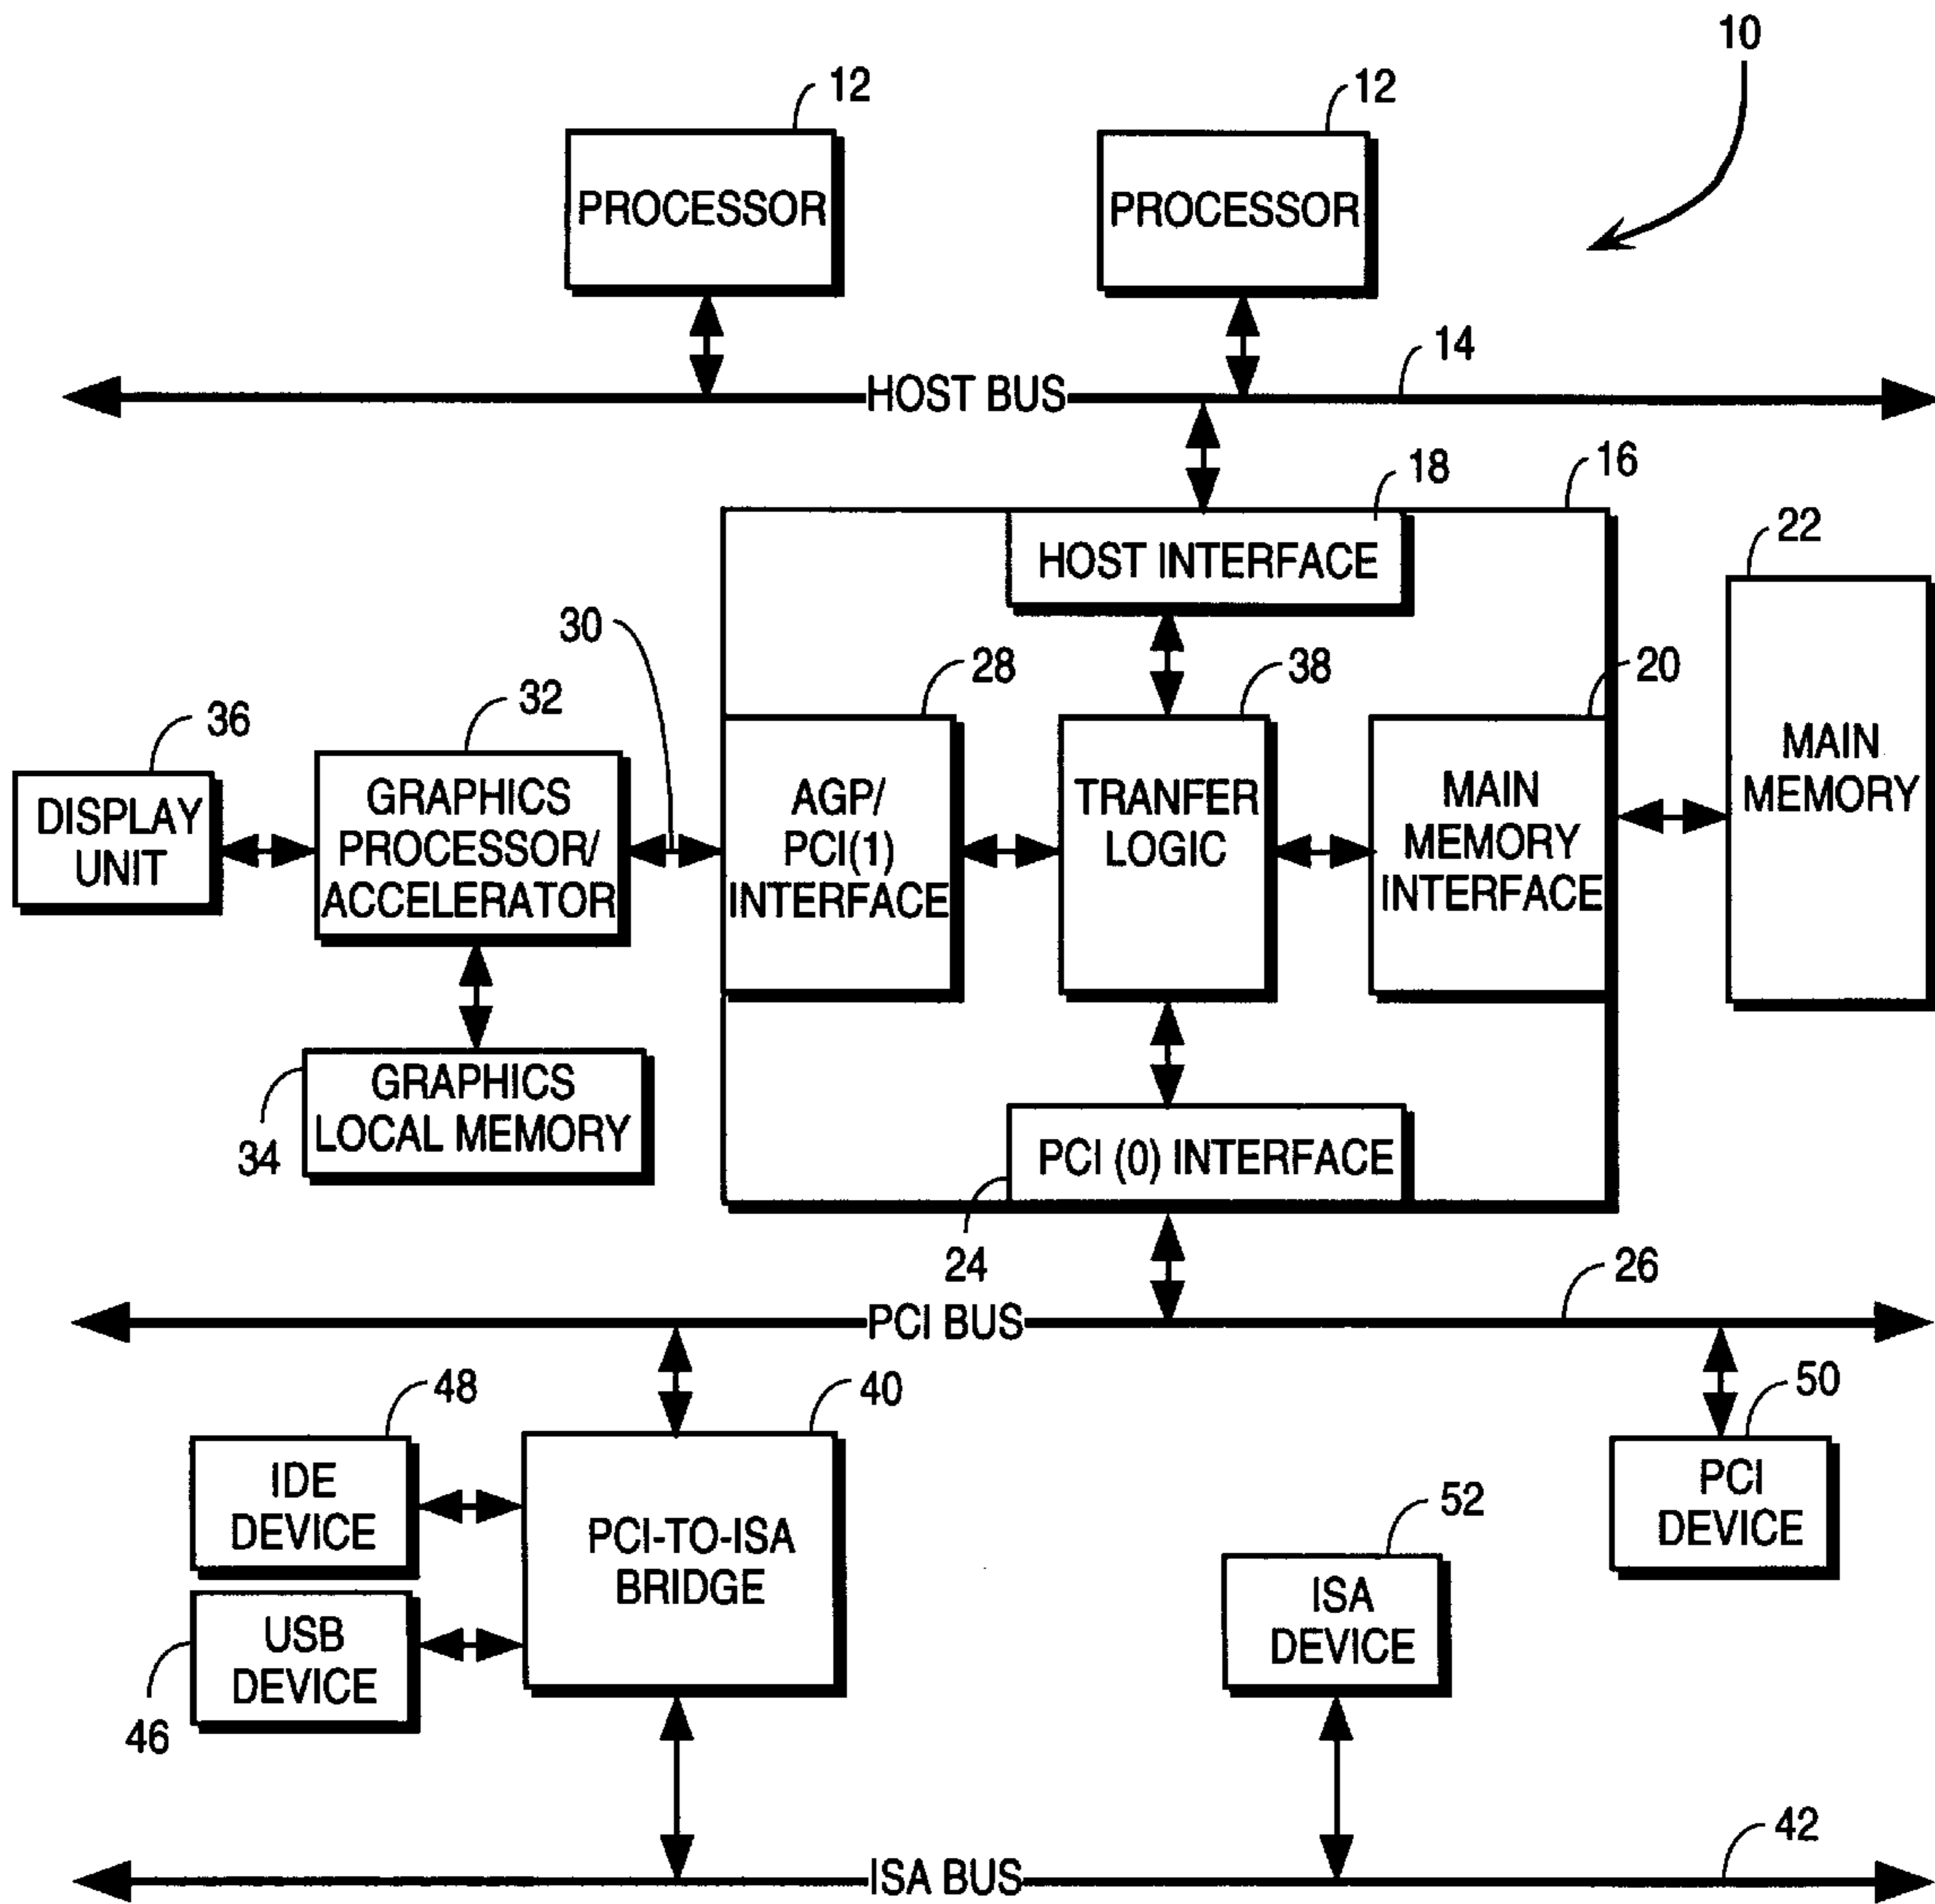 10
12
12
PROCESSOR
PROCESSOR
14
HOST BUS
18
16
22
HOST INTERFACE
30
28
38
20
36
32
MAIN
MEMORY
DISPLAY
UNIT
GRAPHICS
PROCESSOR/
ACCELERATOR
AGP/
PCI(1)
INTERFACE
TRANFER
LOGIC
MAIN
MEMORY
INTERFACE
GRAPHICS
LOCAL MEMORY
34
PCI (0) INTERFACE
24
26
PCI BUS
48
40
50
IDE
DEVICE
PCI-TO-ISA
BRIDGE
52
PCI
DEVICE
USB
DEVICE
ISA
DEVICE
46
42
ISA BUS